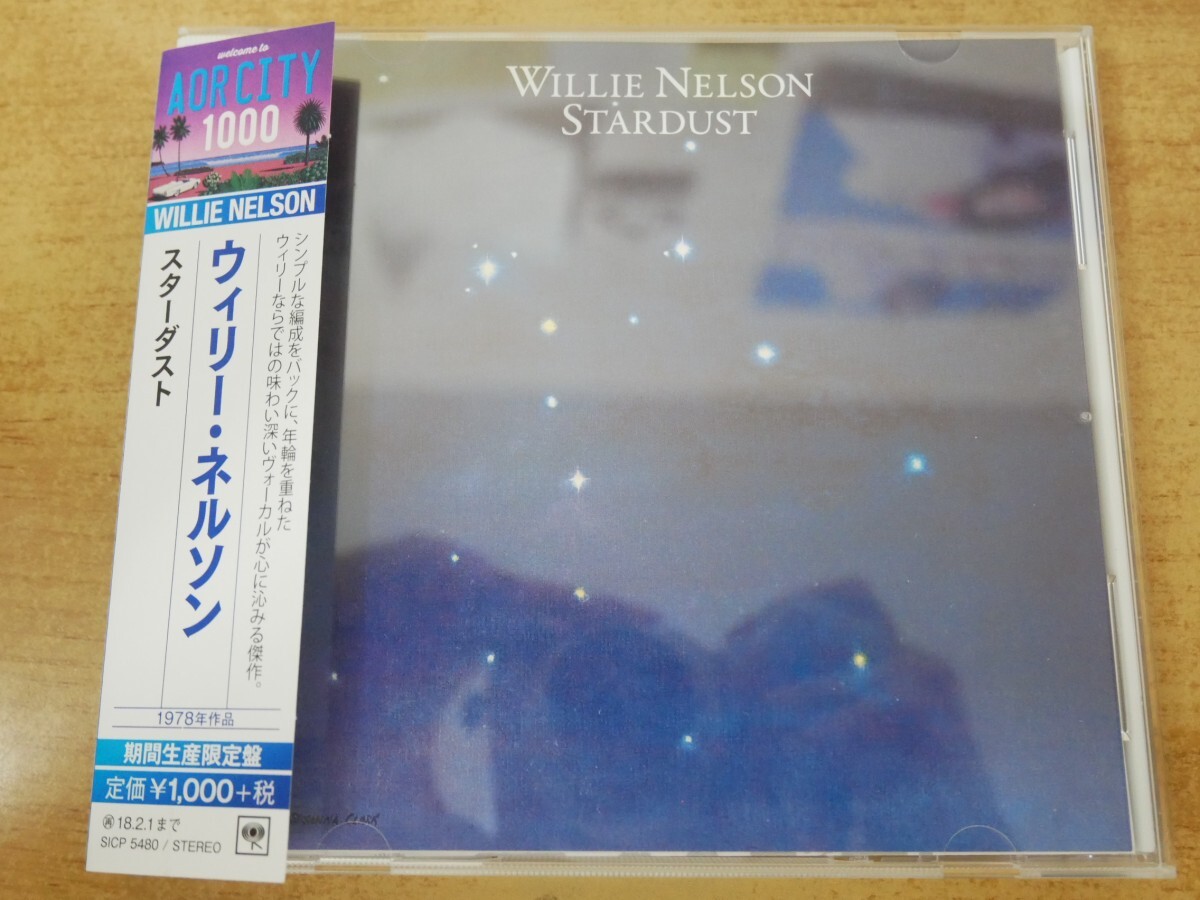 welcome to
AOR CITY
1000
WILLIE NELSON
シンプルな編成をバックに、年輪を重ねた
ウィリーならではの味わい深いヴォーカルが心に沁みる傑作。
ウィリー・ネルソン
スターダスト
1978年作品
期間生産限定盤
定価¥1,000+税
再18.2.1まで
SICP 5480 / STEREO
WILLIE NELSON
STARDUST
SUSANNA CLARK